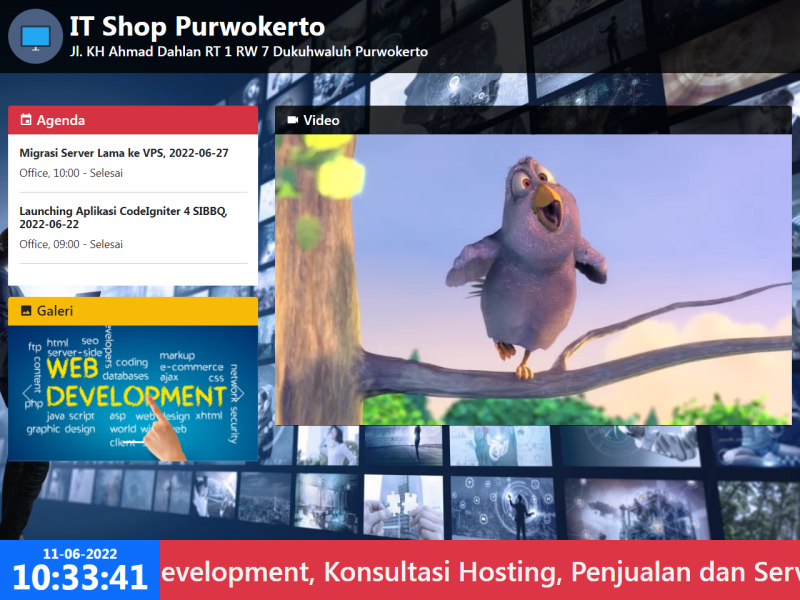 IT Shop Purwokerto
Jl. KH Ahmad Dahlan RT 1 RW 7 Dukuhwaluh Purwokerto
Agenda
Migrasi Server Lama ke VPS, 2022-06-27
Office, 10:00 - Selesai
Launching Aplikasi CodeIgniter 4 SIBBQ,
2022-06-22
Office, 09:00 - Selesai
Video
Galeri
ftp html seo
server-side
developers
content
WEB
coding
markup
databases
e-commerce
ajax css
network security
php
DEVELOPMENT
java script asp web design xhtml
graphic design
client
11-06-2022
10:33:41
evelopment, Konsultasi Hosting, Penjualan dan Serv